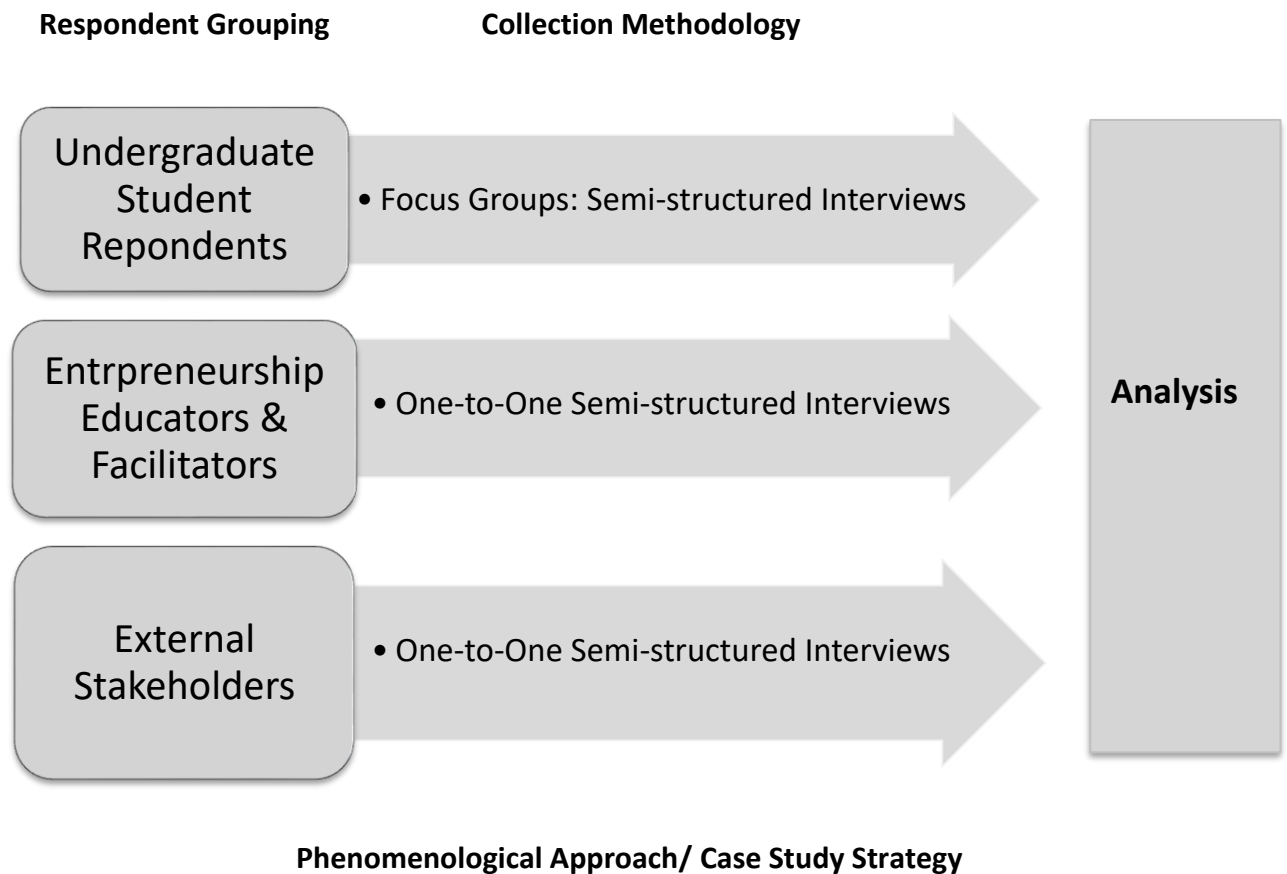 Respondent Grouping
Collection Methodology
Undergraduate
Student
Repondents
• Focus Groups: Semi-structured Interviews
Entrpreneurship
Educators &
Facilitators
• One-to-One Semi-structured Interviews
External
Stakeholders
• One-to-One Semi-structured Interviews
Analysis
Phenomenological Approach/ Case Study Strategy